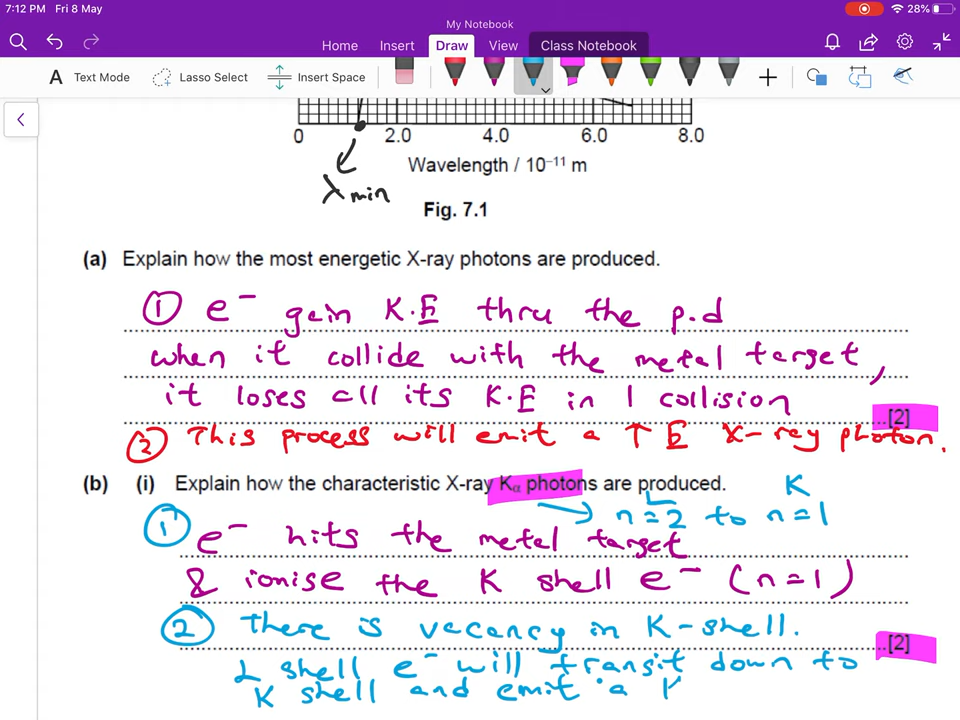 7:12 PM Fri 8 May
28%
My Notebook
Home Insert Draw View Class Notebook
A Text Mode Lasso Select Insert Space
0 2.0 4.0 6.0 8.0
Wavelength / 10⁻¹¹ m
λ min
Fig. 7.1
(a) Explain how the most energetic X-ray photons are produced.
① e⁻ gain K.E thru the p.d
when it collide with the metal target,
it loses all its K.E in 1 collision
[2]
② This process will emit a ↑ E X-ray photon.
(b) (i) Explain how the characteristic X-ray Kα photons are produced.
L K
→ n=2 to n=1
① e⁻ hits the metal target
& ionise the K shell e⁻ (n=1)
② there is vacancy in K-shell.
[2]
L shell e⁻ will transit down to
K shell and emit a